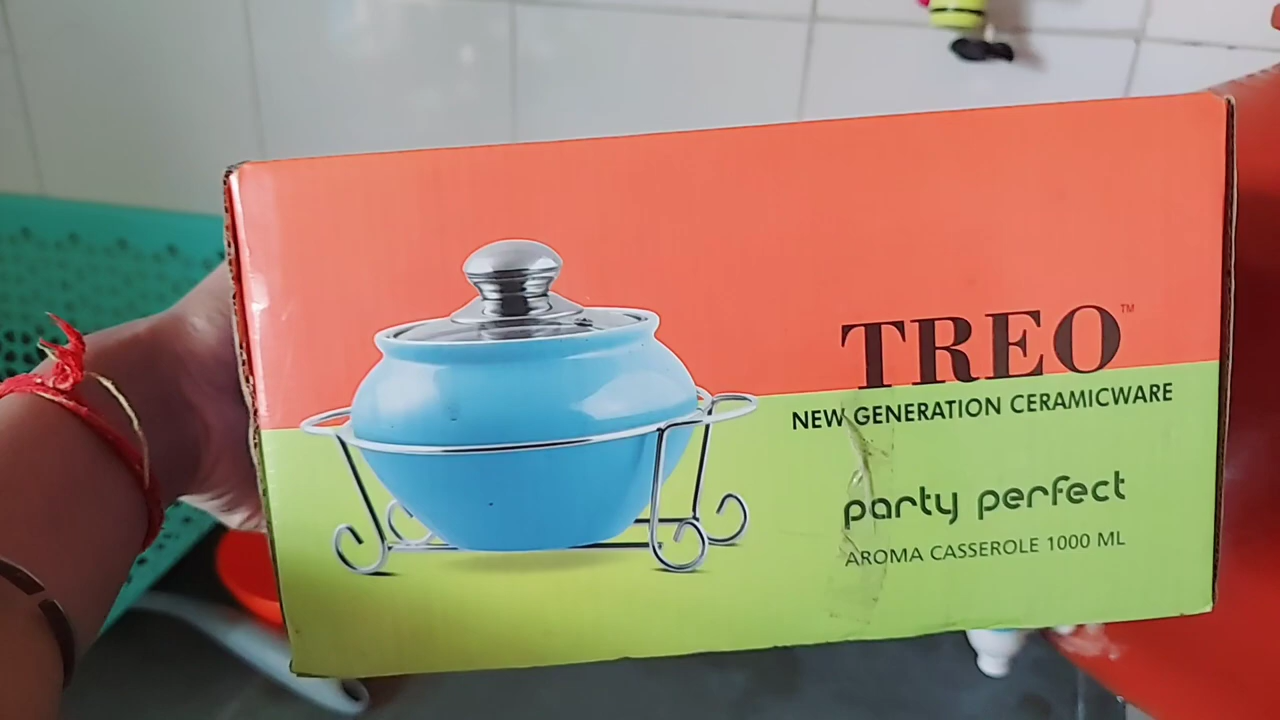 TREO™
NEW GENERATION CERAMICWARE
party perfect
AROMA CASSEROLE 1000 ML